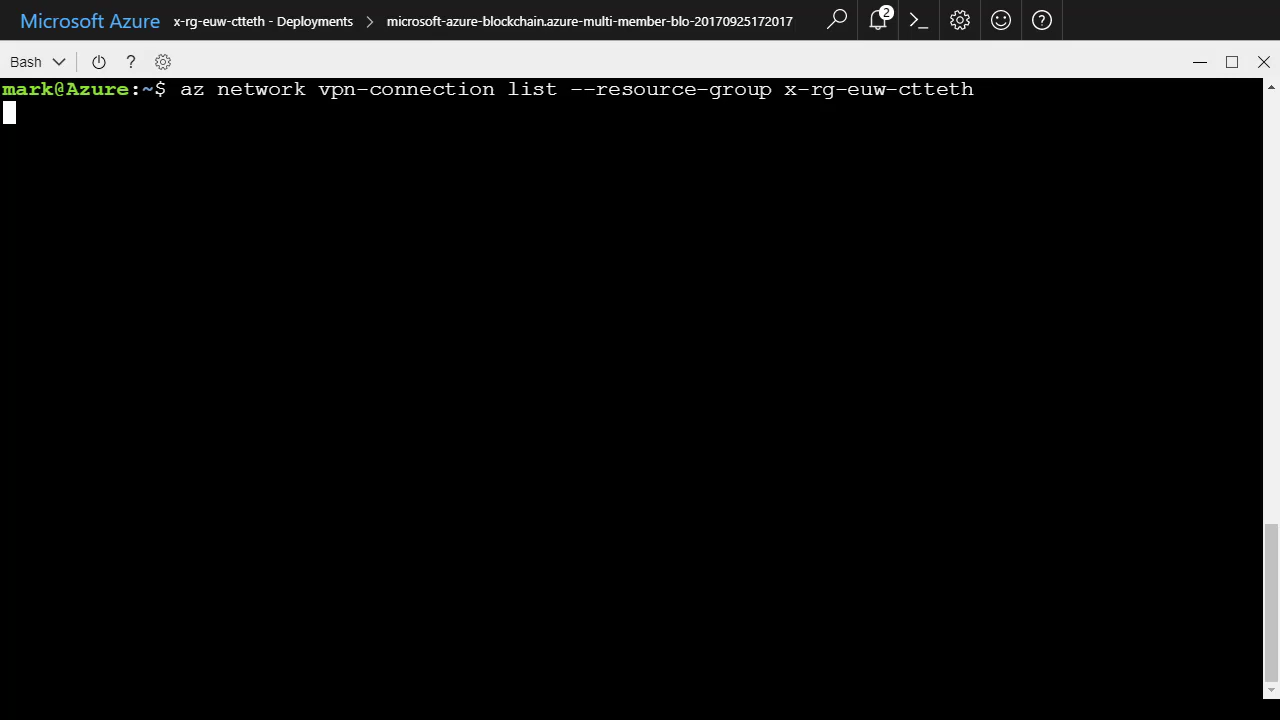 Microsoft Azure x-rg-euw-ctteth - Deployments microsoft-azure-blockchain.azure-multi-member-blo-20170925172017 2
Bash ?
mark@Azure:~$ az network vpn-connection list --resource-group x-rg-euw-ctteth